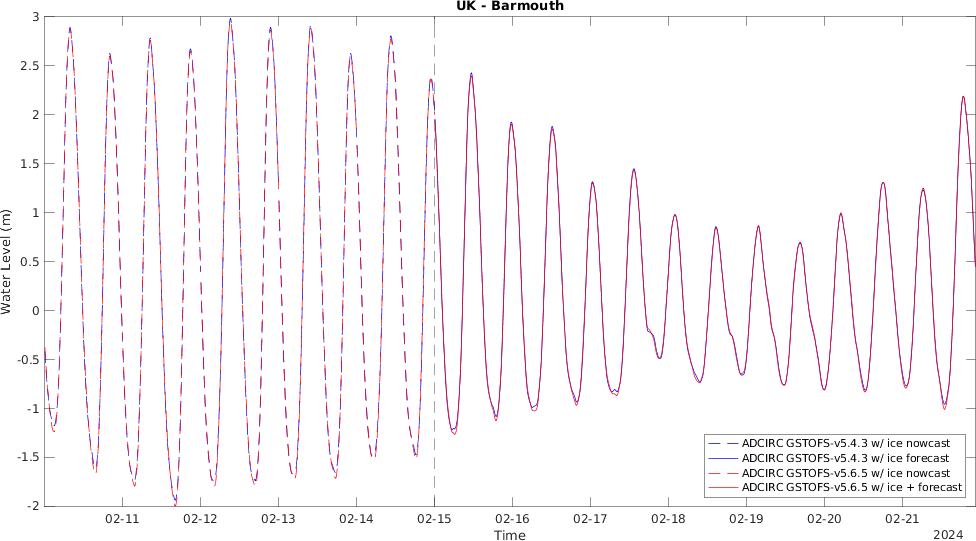 UK - Barmouth
3
2.5
2
1.5
1
0.5
0
-0.5
-1
-1.5
-2
Water Level (m)
02-11 02-12 02-13 02-14 02-15 02-16 02-17 02-18 02-19 02-20 02-21
Time
2024
ADCIRC GSTOFS-v5.4.3 w/ ice nowcast
ADCIRC GSTOFS-v5.4.3 w/ ice forecast
ADCIRC GSTOFS-v5.6.5 w/ ice nowcast
ADCIRC GSTOFS-v5.6.5 w/ ice + forecast